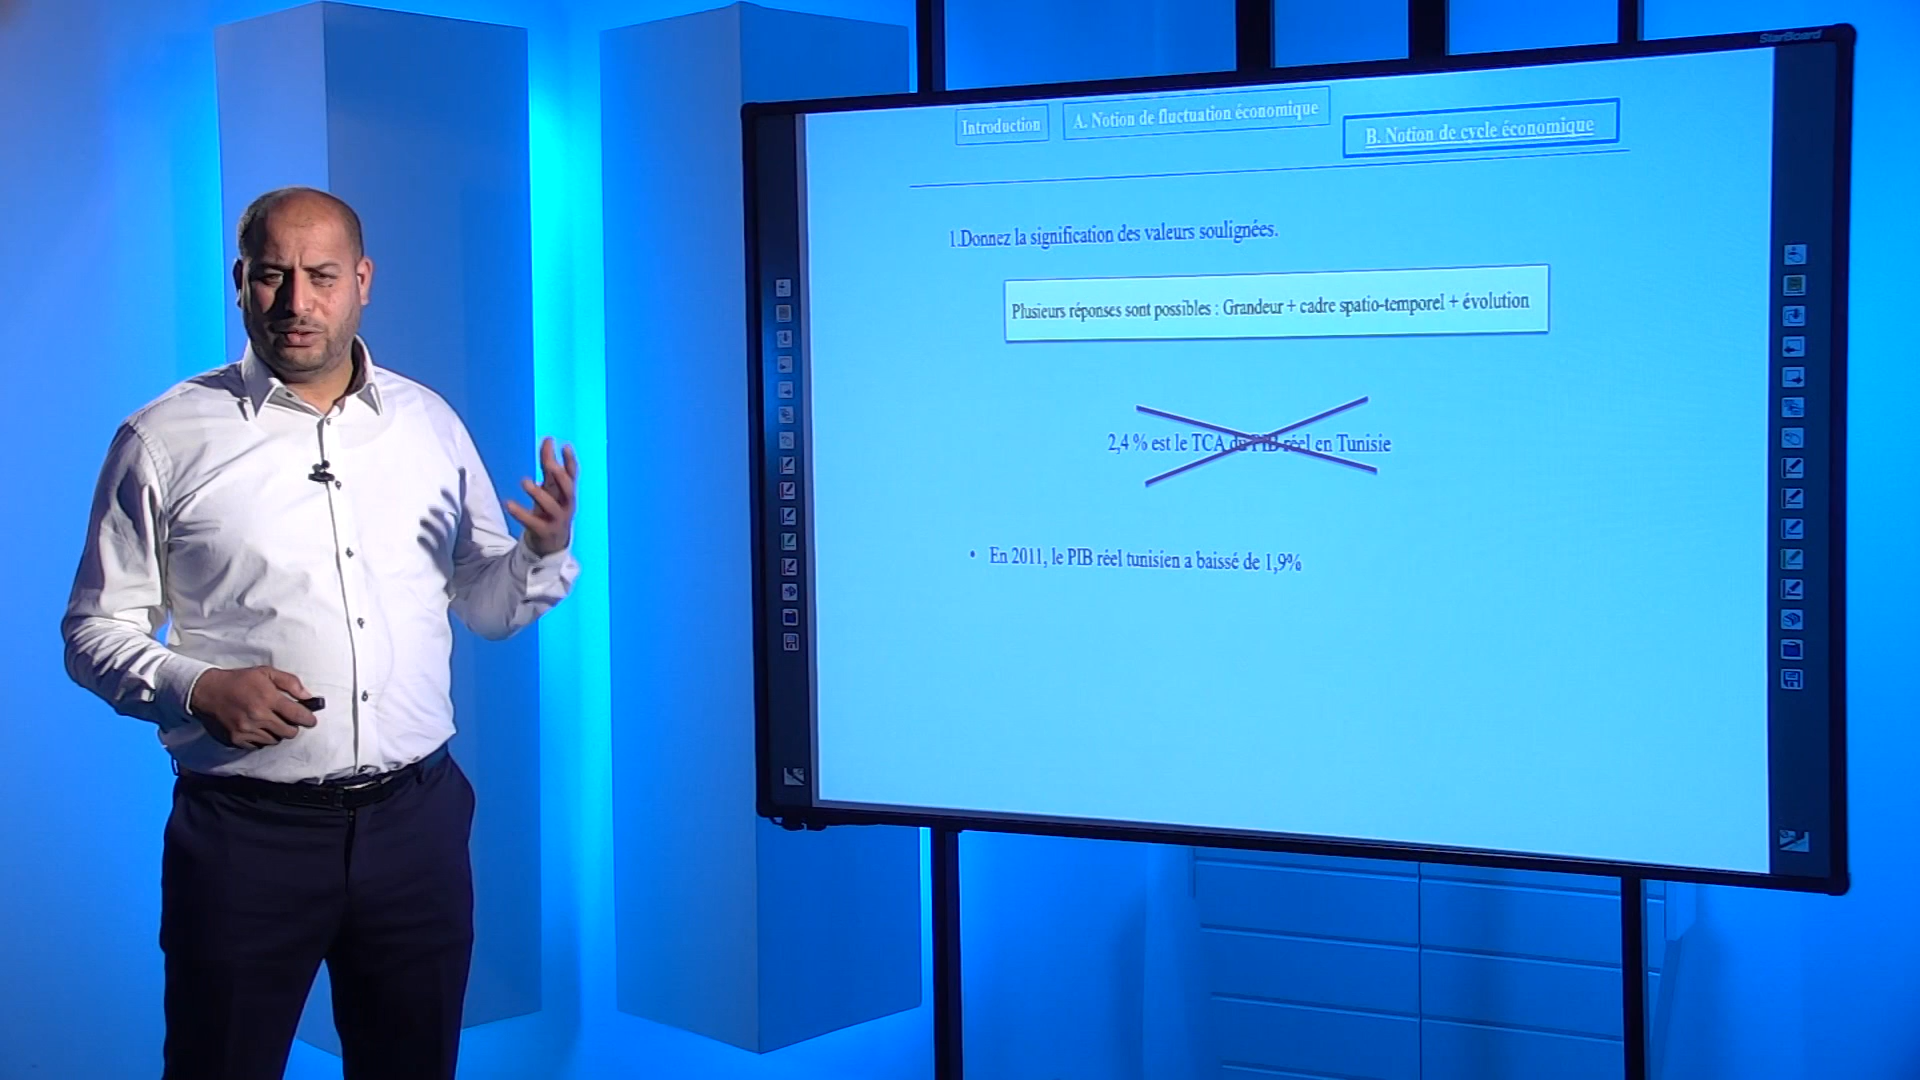 StarBoard
Introduction
A. Notion de fluctuation économique
B. Notion de cycle économique
1.Donnez la signification des valeurs soulignées.
Plusieurs réponses sont possibles : Grandeur + cadre spatio-temporel + évolution
2,4 % est le TCA du PIB réel en Tunisie
• En 2011, le PIB réel tunisien a baissé de 1,9%